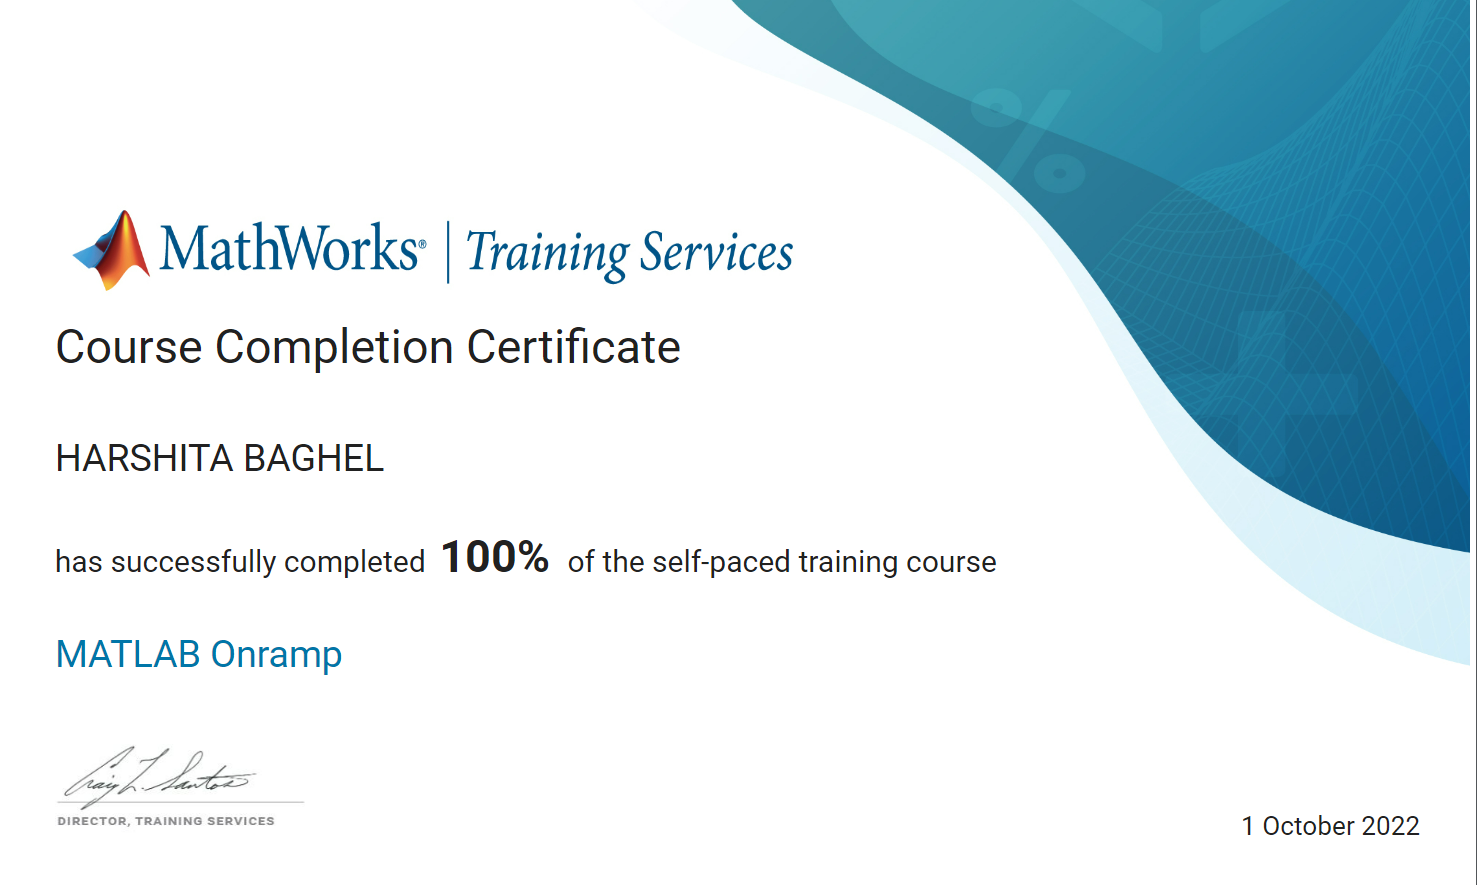 MathWorks® | Training Services
Course Completion Certificate
HARSHITA BAGHEL
has successfully completed 100% of the self-paced training course
MATLAB Onramp
Craig L. Santos
DIRECTOR, TRAINING SERVICES
1 October 2022